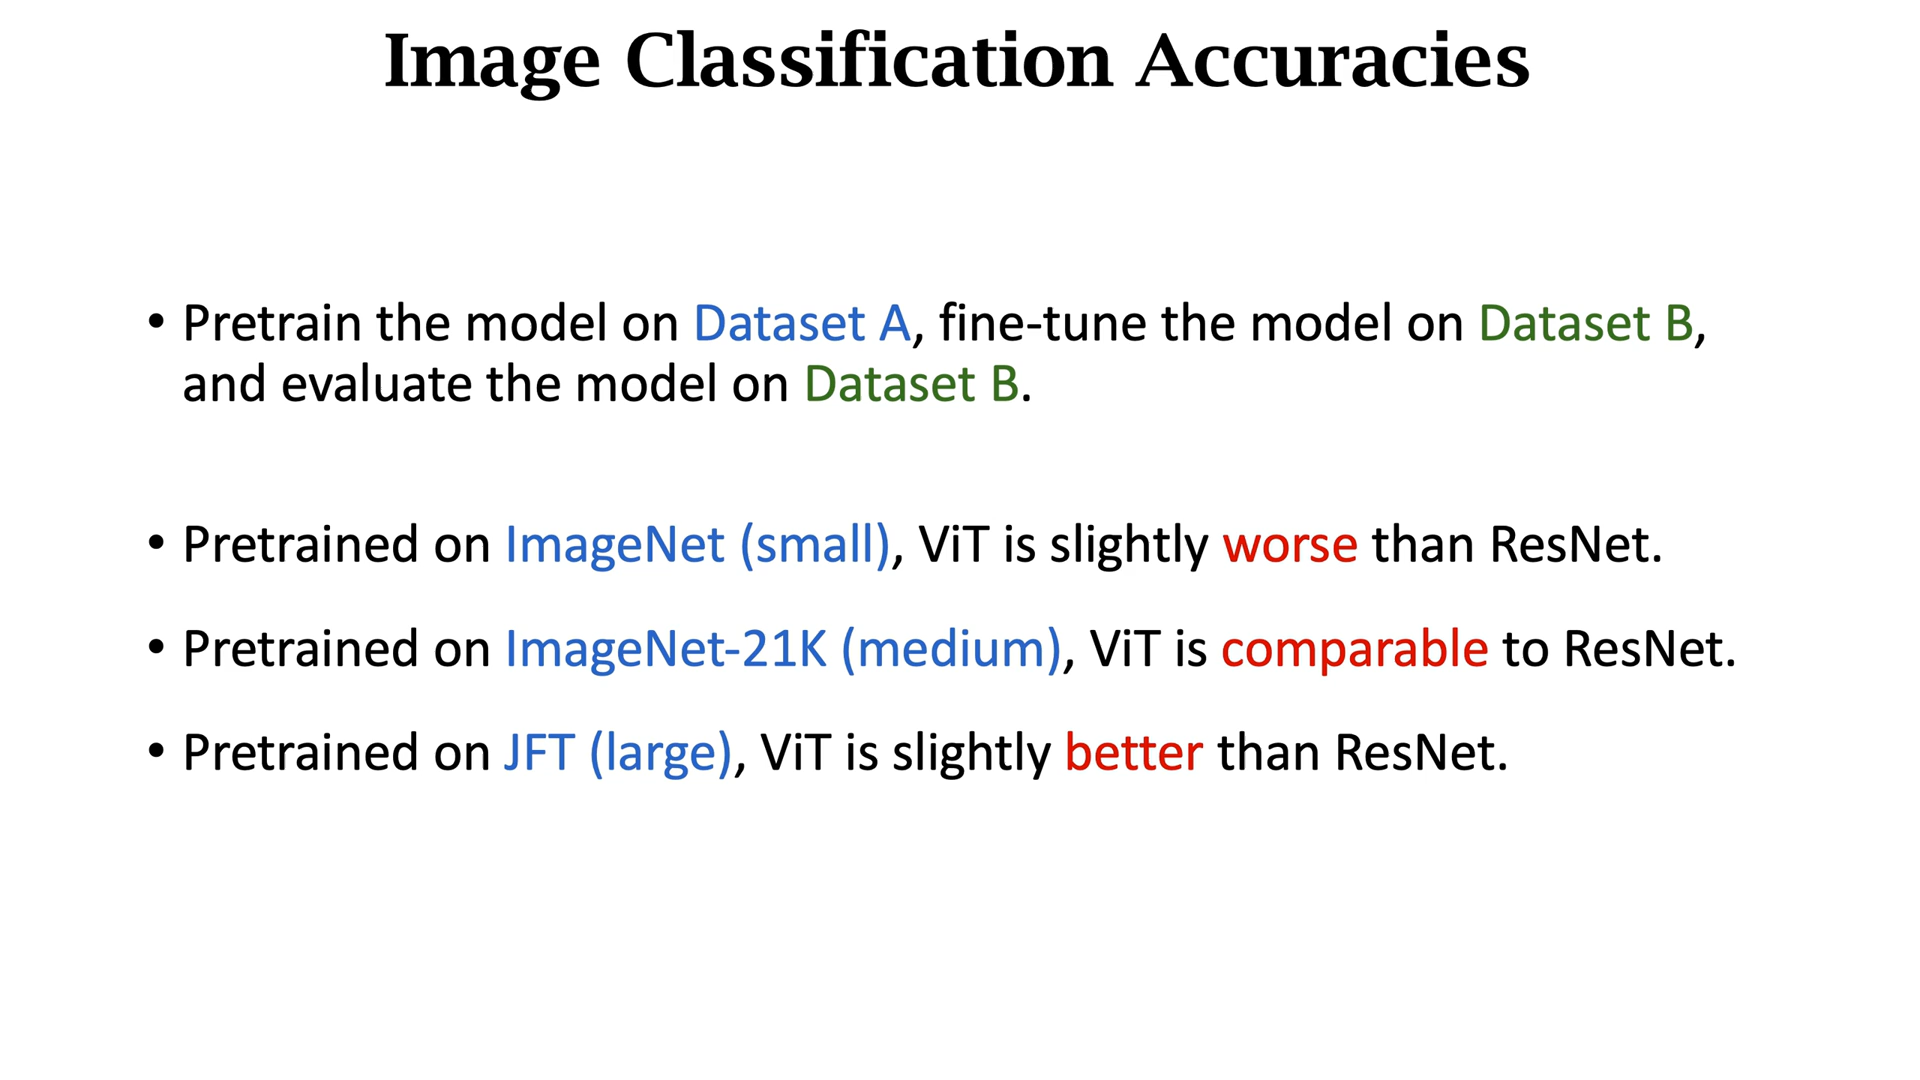 Image Classification Accuracies
• Pretrain the model on Dataset A, fine-tune the model on Dataset B,
and evaluate the model on Dataset B.
• Pretrained on ImageNet (small), ViT is slightly worse than ResNet.
• Pretrained on ImageNet-21K (medium), ViT is comparable to ResNet.
• Pretrained on JFT (large), ViT is slightly better than ResNet.